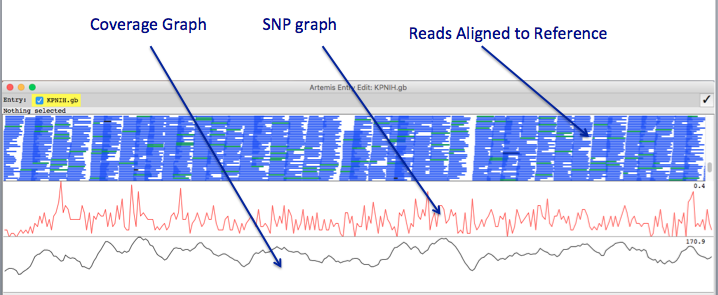 Coverage Graph
SNP graph
Reads Aligned to Reference
Artemis Entry Edit: KPNIH.gb
Entry: KPNIH.gb
Nothing selected
0.4
170.9